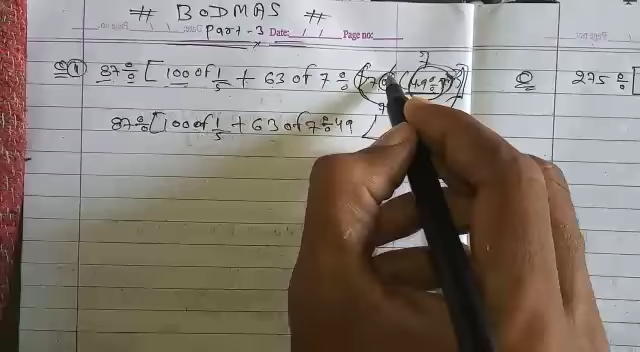 # BODMAS #
Part - 3 Date: / / Page no:
Q① 87 ÷ [ 100 of 1/5 + 63 of 7 ÷ Q 275 ÷ [
87 ÷ [ 100 of 1/5 + 63 of 7 ÷ 49